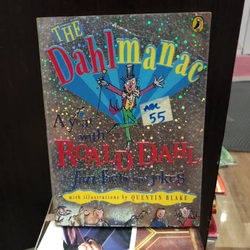 THE
Dahlmanac
ABC
55
A year
with
ROALD DAHL
fun facts and jokes
with illustrations by QUENTIN BLAKE